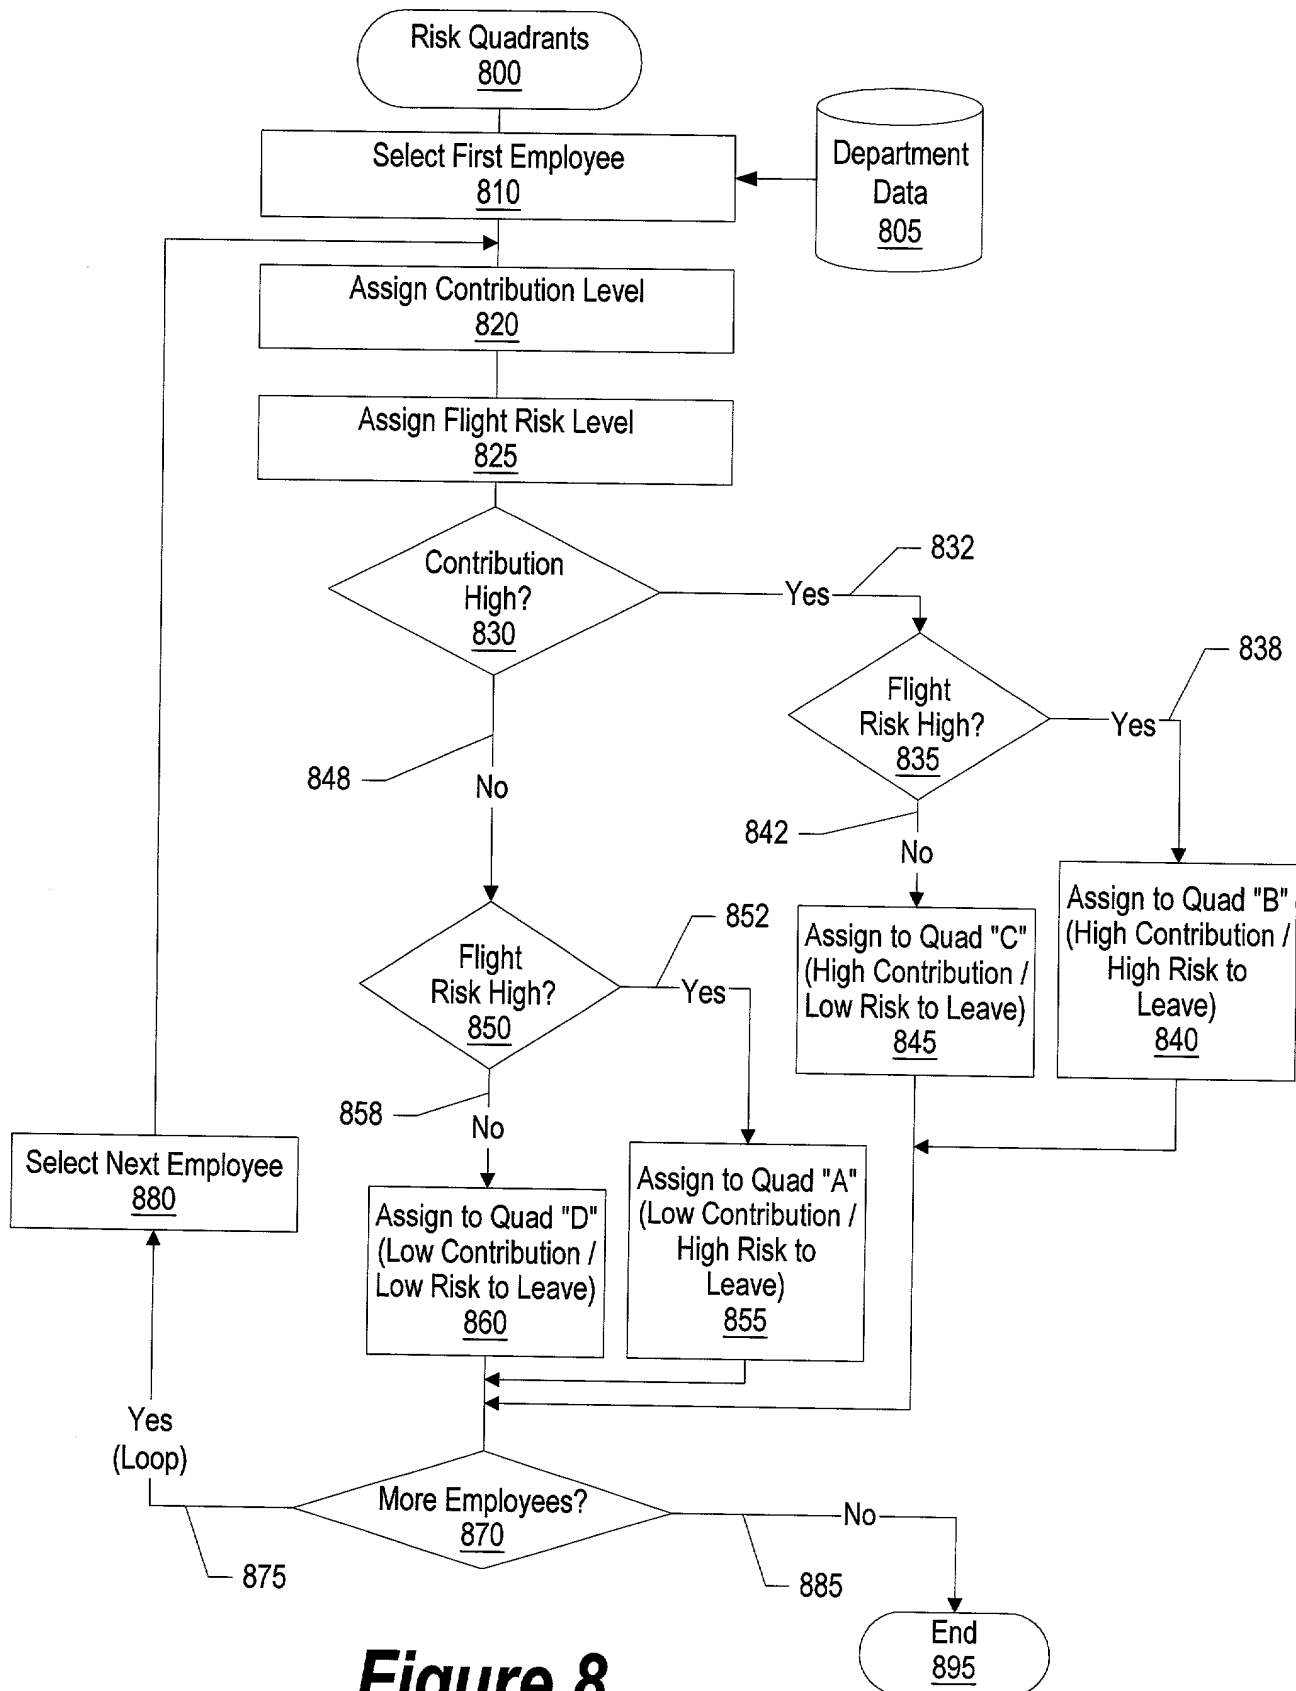 Risk Quadrants
800
Select First Employee
810
Department
Data
805
Assign Contribution Level
820
Assign Flight Risk Level
825
Contribution
High?
830
Yes
832
Flight
Risk High?
835
Yes
838
848
No
842
No
Assign to Quad "B"
(High Contribution /
High Risk to
Leave)
840
Assign to Quad "C"
(High Contribution /
Low Risk to Leave)
845
Flight
Risk High?
850
852
Yes
858
No
Select Next Employee
880
Assign to Quad "A"
(Low Contribution /
High Risk to
Leave)
855
Assign to Quad "D"
(Low Contribution /
Low Risk to Leave)
860
Yes
(Loop)
More Employees?
870
No
875
885
End
895
Figure 8